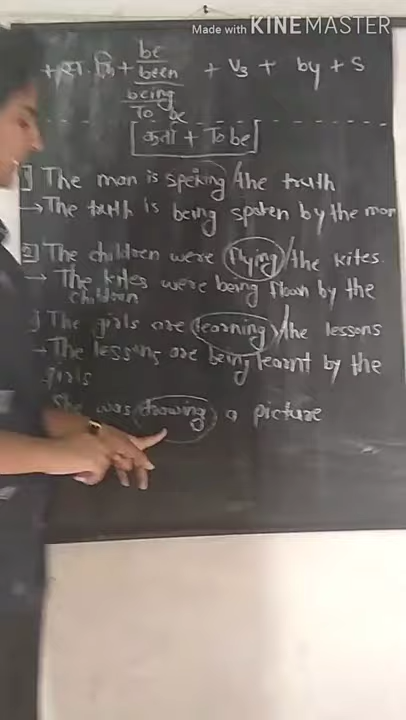 Made with KINEMASTER
+ स. क्रि + be
been
being
To be
+ V3 + by + S
[कर्ता + To be]
1] The man is speking / the truth
→ The turth is being spoken by the man
2] The children were flying / the kites.
→ The kites were being flown by the
children
] The girls are learning / the lessons
→ The lessons are being learnt by the
girls
She was drawing a picture